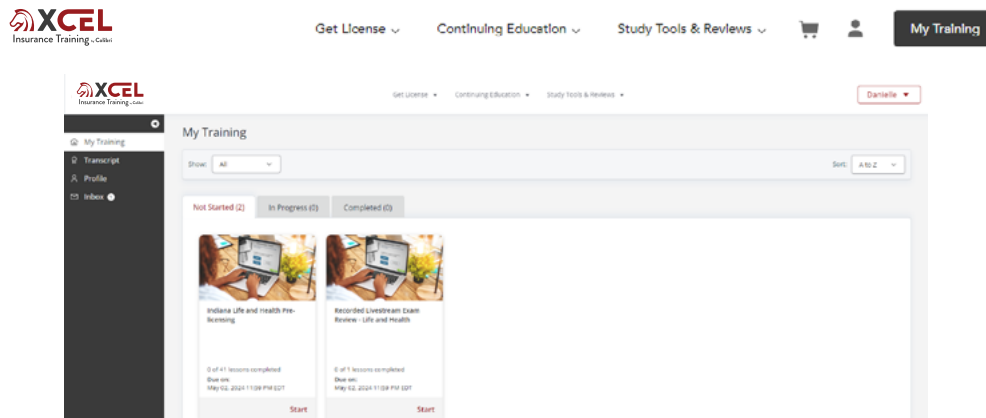 XCEL
Insurance Training by Colibri
Get License
Continuing Education
Study Tools & Reviews
My Training
XCEL
Insurance Training by Colibri
Get License
Continuing Education
Study Tools & Reviews
Danielle
My Training
Transcript
Profile
Inbox
My Training
Show:
All
Sort:
A to Z
Not Started (2)
In Progress (0)
Completed (0)
Indiana Life and Health Pre-
licensing
0 of 41 lessons completed
Due on:
May 02, 2024 11:59 PM EDT
Start
Recorded Livestream Exam
Review - Life and Health
0 of 1 lessons completed
Due on:
May 02, 2024 11:59 PM EDT
Start